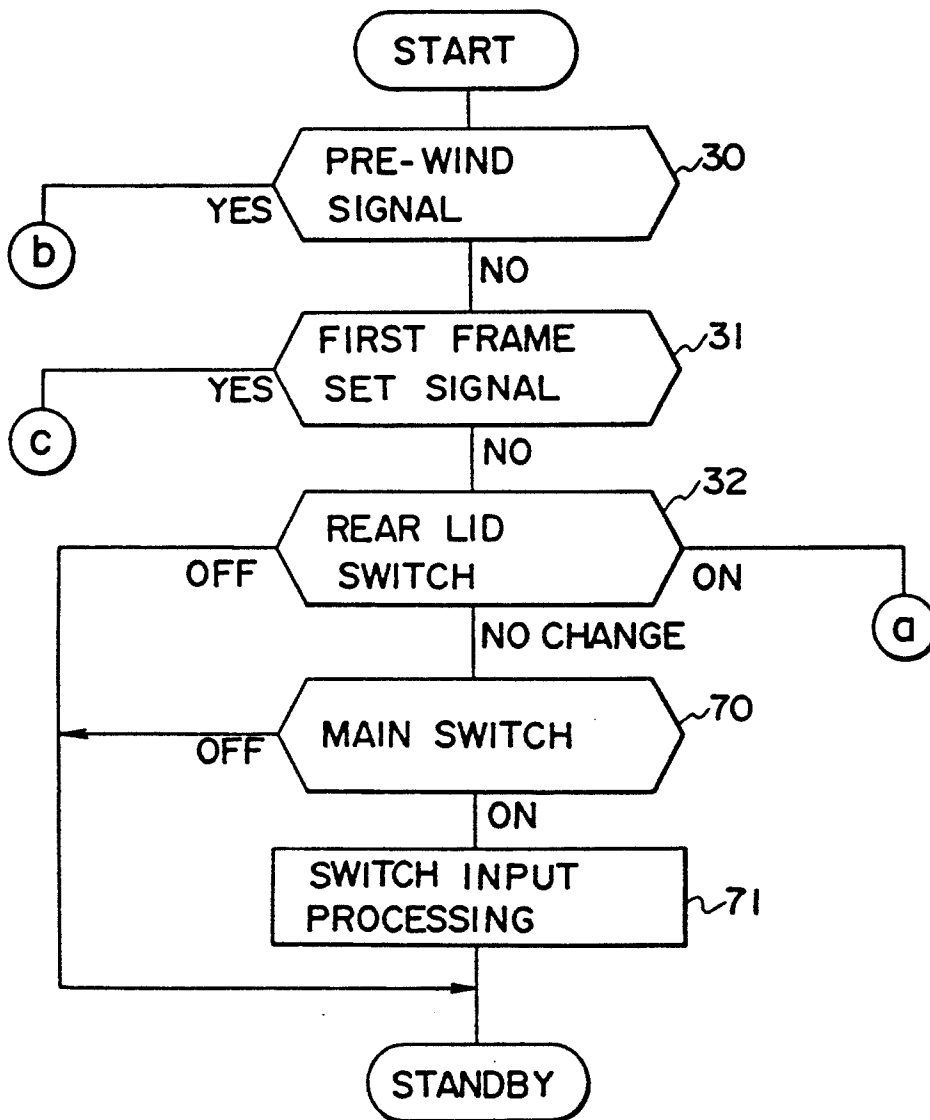 START
PRE-WIND
SIGNAL
30
YES
b
NO
FIRST FRAME
SET SIGNAL
31
YES
c
NO
REAR LID
SWITCH
32
OFF
ON
a
NO CHANGE
MAIN SWITCH
70
OFF
ON
SWITCH INPUT
PROCESSING
71
STANDBY